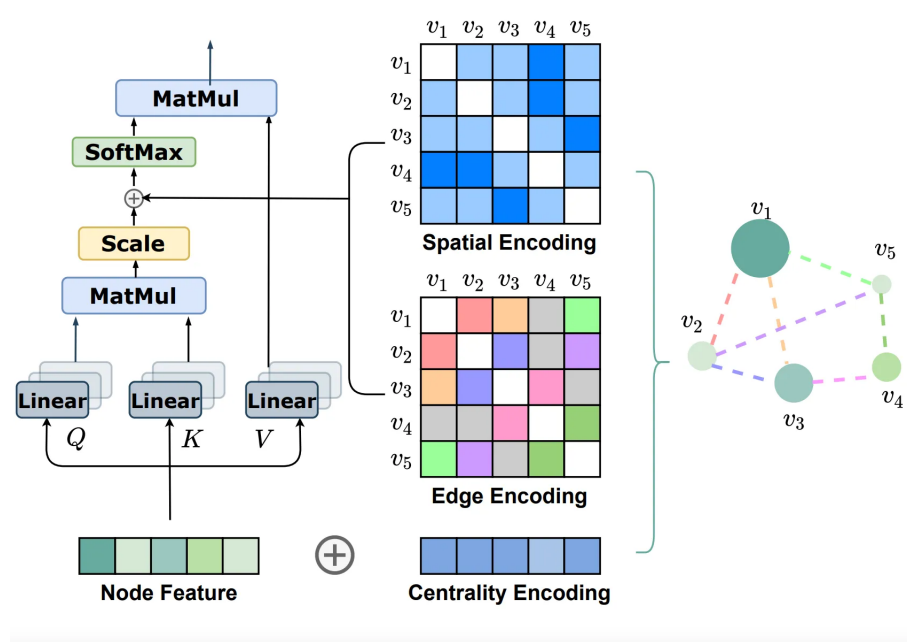 MatMul
SoftMax
+
Scale
MatMul
Linear Linear Linear
Q K V
Node Feature
+
v₁ v₂ v₃ v₄ v₅
v₁
v₂
v₃
v₄
v₅
Spatial Encoding
v₁ v₂ v₃ v₄ v₅
v₁
v₂
v₃
v₄
v₅
Edge Encoding
Centrality Encoding
v₁
v₅
v₂
v₃
v₄